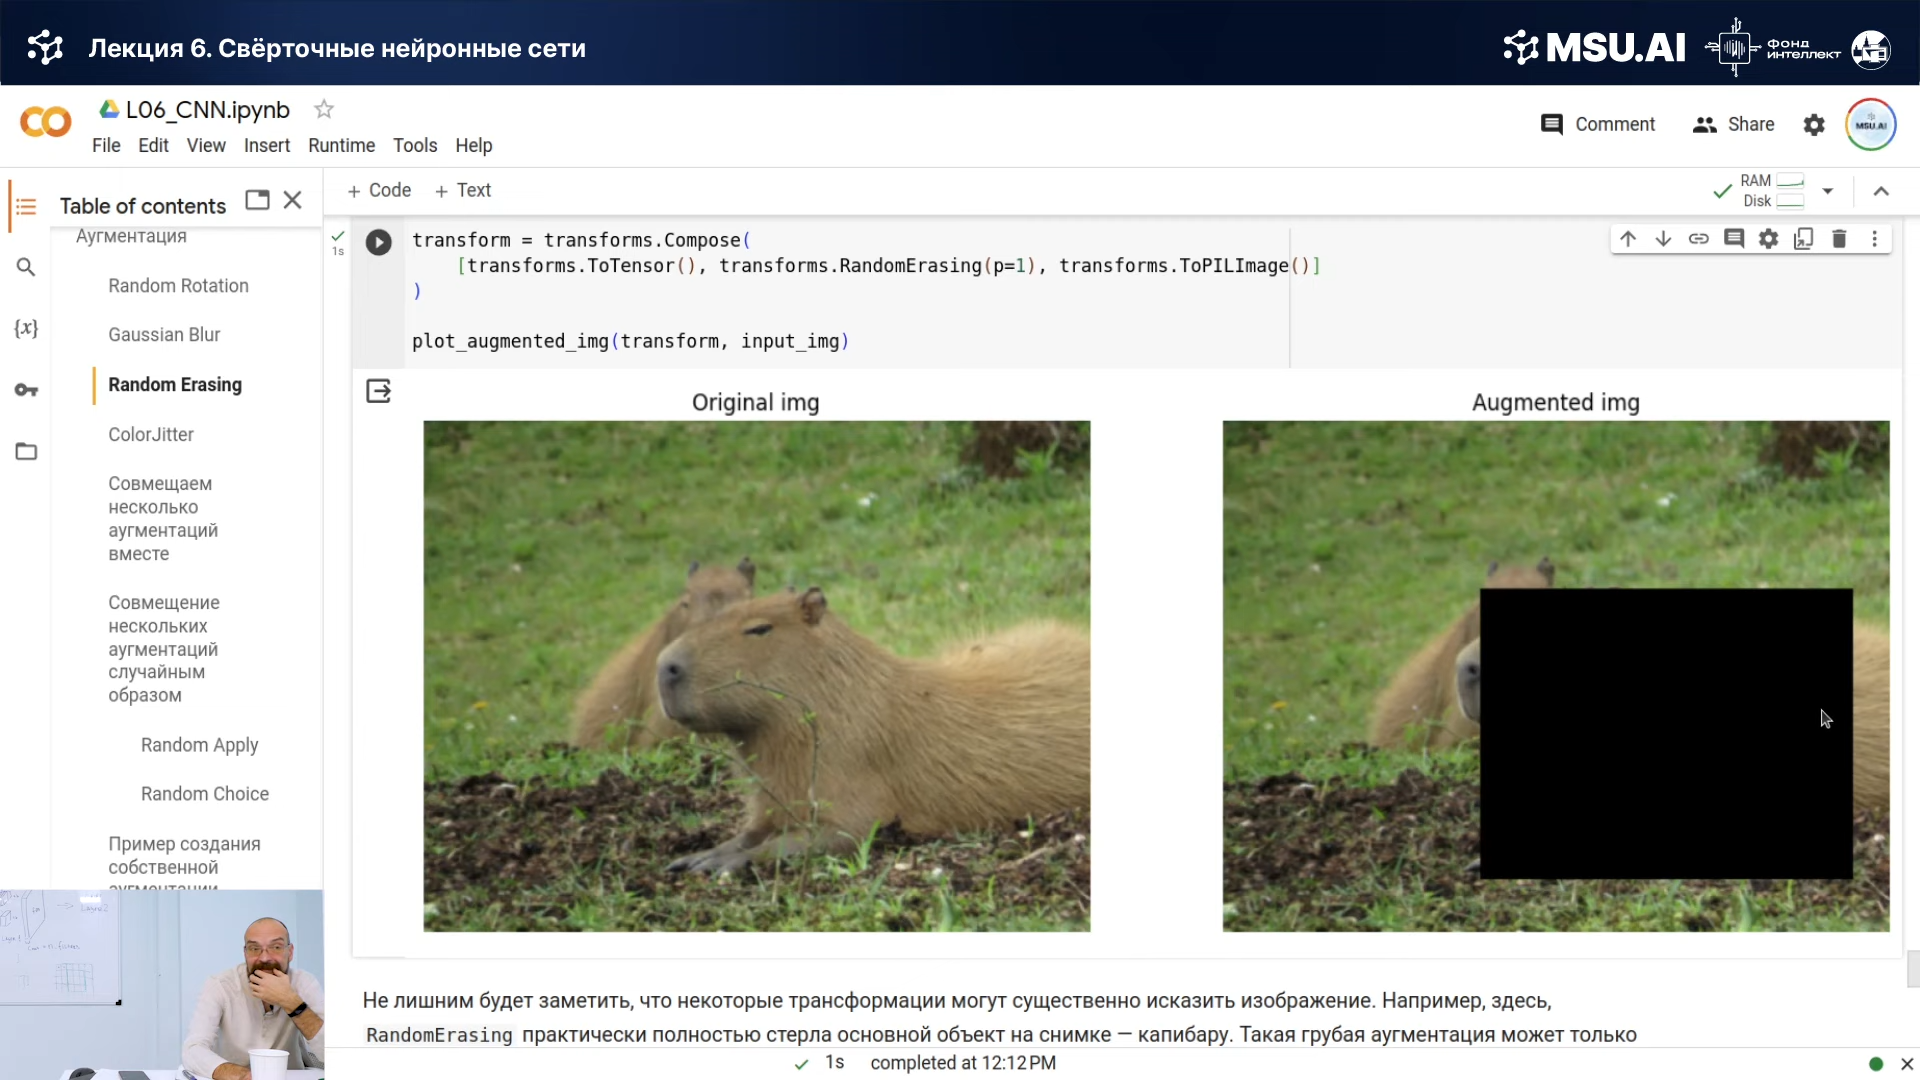 Лекция 6. Свёрточные нейронные сети
MSU.AI
ФОНД
ИНТЕЛЛЕКТ
L06_CNN.ipynb
File Edit View Insert Runtime Tools Help
Comment
Share
MSU.AI
Table of contents
+ Code + Text
RAM
Disk
Аугментация
Random Rotation
Gaussian Blur
Random Erasing
ColorJitter
Совмещаем
несколько
аугментаций
вместе
Совмещение
нескольких
аугментаций
случайным
образом
Random Apply
Random Choice
Пример создания
собственной
аугментации
{x}
1s
transform = transforms.Compose(
[transforms.ToTensor(), transforms.RandomErasing(p=1), transforms.ToPILImage()]
)
plot_augmented_img(transform, input_img)
Original img
Augmented img
Не лишним будет заметить, что некоторые трансформации могут существенно исказить изображение. Например, здесь,
RandomErasing практически полностью стерла основной объект на снимке — капибару. Такая грубая аугментация может только
1s completed at 12:12 PM